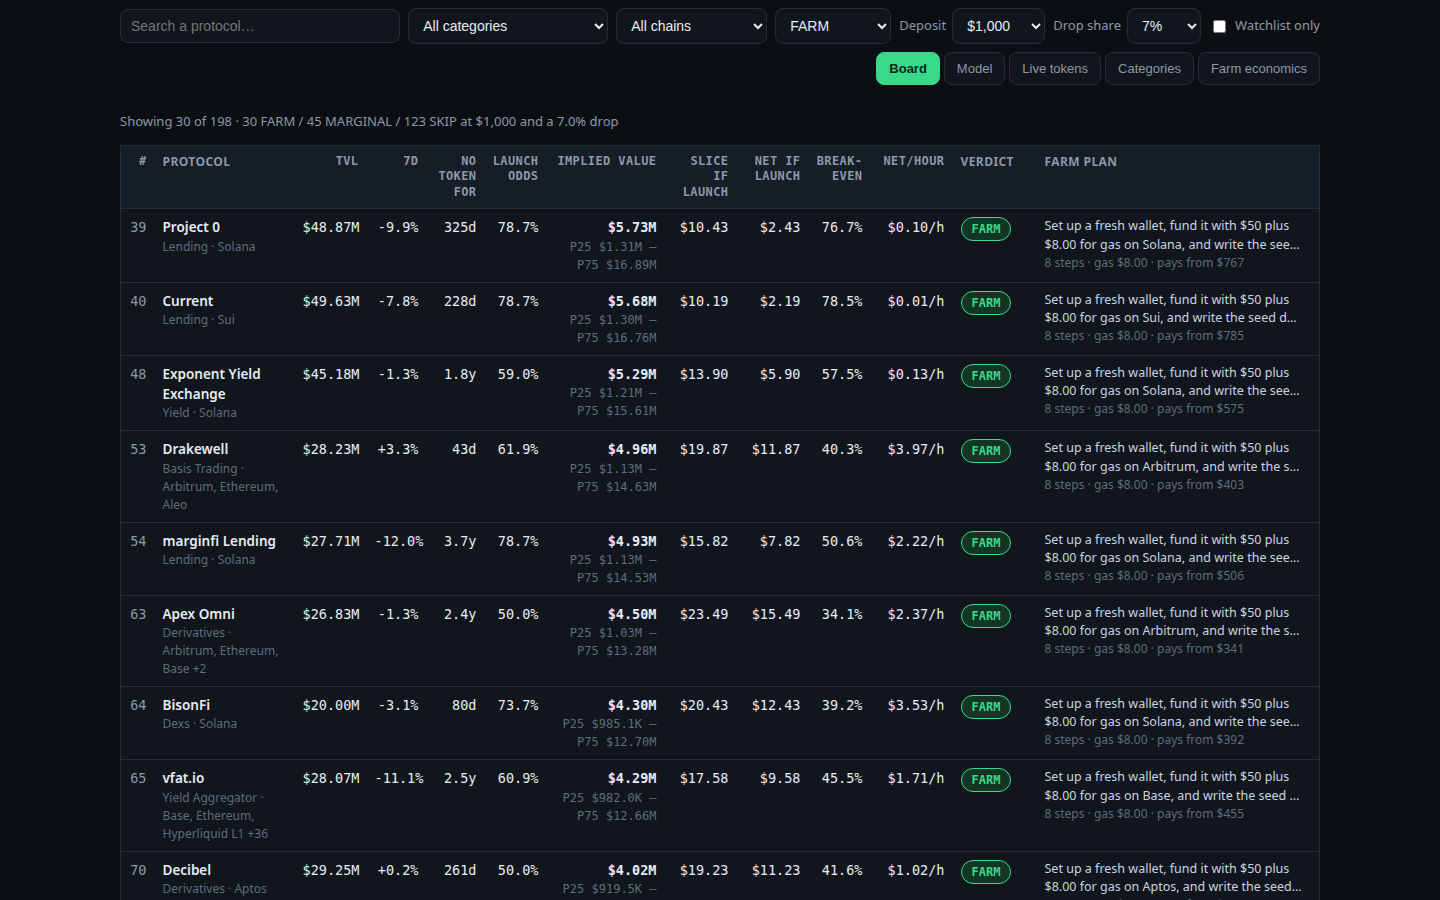 Search a protocol…
All categories
All chains
FARM
Deposit
$1,000
Drop share
7%
Watchlist only
Board
Model
Live tokens
Categories
Farm economics
Showing 30 of 198 · 30 FARM / 45 MARGINAL / 123 SKIP at $1,000 and a 7.0% drop
# PROTOCOL TVL 7D NO TOKEN FOR LAUNCH ODDS IMPLIED VALUE SLICE IF LAUNCH NET IF LAUNCH BREAK-EVEN NET/HOUR VERDICT FARM PLAN
39 Project 0 $48.87M -9.9% 325d 78.7% $5.73M $10.43 $2.43 76.7% $0.10/h FARM Set up a fresh wallet, fund it with $50 plus
Lending · Solana P25 $1.31M — $8.00 for gas on Solana, and write the see...
P75 $16.89M 8 steps · gas $8.00 · pays from $767
40 Current $49.63M -7.8% 228d 78.7% $5.68M $10.19 $2.19 78.5% $0.01/h FARM Set up a fresh wallet, fund it with $50 plus
Lending · Sui P25 $1.30M — $8.00 for gas on Sui, and write the seed d...
P75 $16.76M 8 steps · gas $8.00 · pays from $785
48 Exponent Yield $45.18M -1.3% 1.8y 59.0% $5.29M $13.90 $5.90 57.5% $0.13/h FARM Set up a fresh wallet, fund it with $50 plus
Exchange P25 $1.21M — $8.00 for gas on Solana, and write the see...
Yield · Solana P75 $15.61M 8 steps · gas $8.00 · pays from $575
53 Drakewell $28.23M +3.3% 43d 61.9% $4.96M $19.87 $11.87 40.3% $3.97/h FARM Set up a fresh wallet, fund it with $50 plus
Basis Trading · P25 $1.13M — $8.00 for gas on Arbitrum, and write the s...
Arbitrum, Ethereum, P75 $14.63M 8 steps · gas $8.00 · pays from $403
Aleo
54 marginfi Lending $27.71M -12.0% 3.7y 78.7% $4.93M $15.82 $7.82 50.6% $2.22/h FARM Set up a fresh wallet, fund it with $50 plus
Lending · Solana P25 $1.13M — $8.00 for gas on Solana, and write the see...
P75 $14.53M 8 steps · gas $8.00 · pays from $506
63 Apex Omni $26.83M -1.3% 2.4y 50.0% $4.50M $23.49 $15.49 34.1% $2.37/h FARM Set up a fresh wallet, fund it with $50 plus
Derivatives · P25 $1.03M — $8.00 for gas on Arbitrum, and write the s...
Arbitrum, Ethereum, P75 $13.28M 8 steps · gas $8.00 · pays from $341
Base +2
64 BisonFi $20.00M -3.1% 80d 73.7% $4.30M $20.43 $12.43 39.2% $3.53/h FARM Set up a fresh wallet, fund it with $50 plus
Dexs · Solana P25 $985.1K — $8.00 for gas on Solana, and write the see...
P75 $12.70M 8 steps · gas $8.00 · pays from $392
65 vfat.io $28.07M -11.1% 2.5y 60.9% $4.29M $17.58 $9.58 45.5% $1.71/h FARM Set up a fresh wallet, fund it with $50 plus
Yield Aggregator · P25 $982.0K — $8.00 for gas on Base, and write the seed ...
Base, Ethereum, P75 $12.66M 8 steps · gas $8.00 · pays from $455
Hyperliquid L1 +36
70 Decibel $29.25M +0.2% 261d 50.0% $4.02M $19.23 $11.23 41.6% $1.02/h FARM Set up a fresh wallet, fund it with $50 plus
Derivatives · Aptos P25 $919.5K — $8.00 for gas on Aptos, and write the seed...